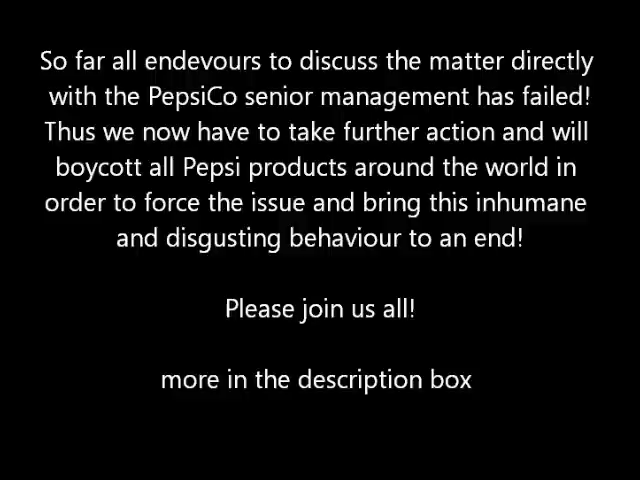 So far all endevours to discuss the matter directly
with the PepsiCo senior management has failed!
Thus we now have to take further action and will
boycott all Pepsi products around the world in
order to force the issue and bring this inhumane
and disgusting behaviour to an end!
Please join us all!
more in the description box